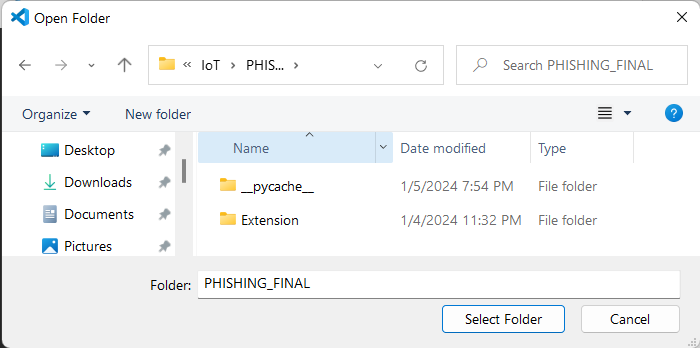 Open Folder
IoT PHIS... Search PHISHING_FINAL
Organize New folder
Name Date modified Type
Desktop
Downloads
Documents
Pictures
__pycache__ 1/5/2024 7:54 PM File folder
Extension 1/4/2024 11:32 PM File folder
Folder: PHISHING_FINAL
Select Folder Cancel